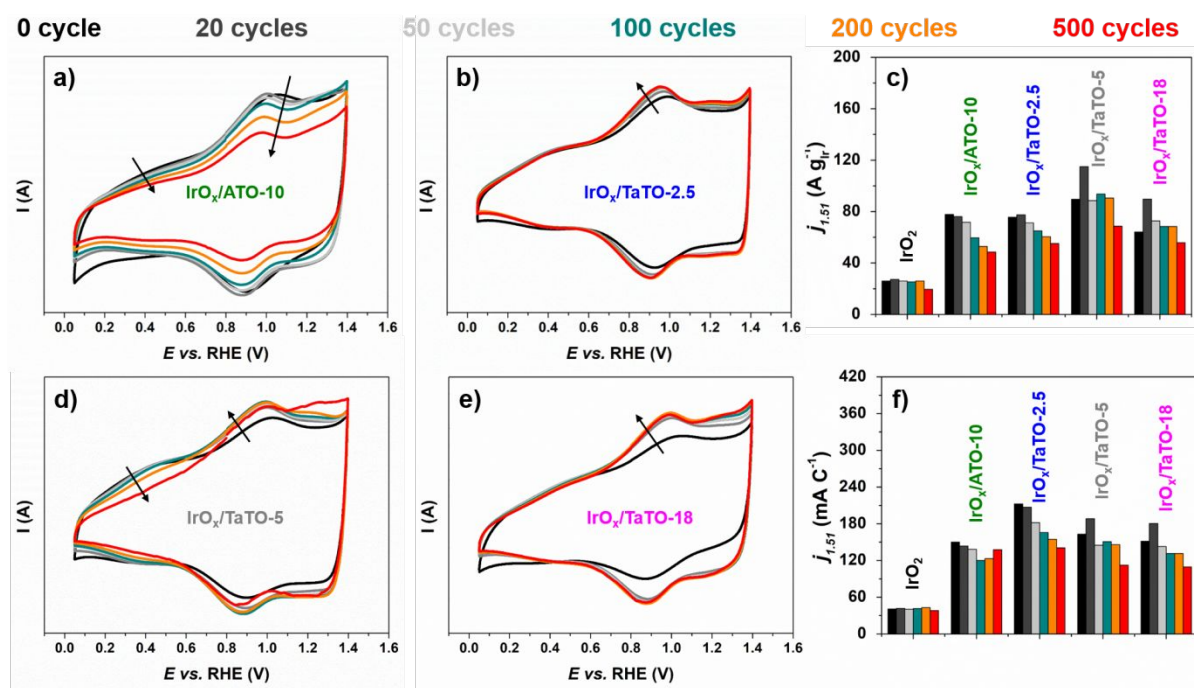 0 cycle 20 cycles 50 cycles 100 cycles 200 cycles 500 cycles
a)
IrOx/ATO-10
I (A)
0.0 0.2 0.4 0.6 0.8 1.0 1.2 1.4 1.6
E vs. RHE (V)
b)
IrOx/TaTO-2.5
I (A)
0.0 0.2 0.4 0.6 0.8 1.0 1.2 1.4 1.6
E vs. RHE (V)
c)
200
160
120
80
40
0
j1.51 (A gIr-1)
IrO2
IrOx/ATO-10
IrOx/TaTO-2.5
IrOx/TaTO-5
IrOx/TaTO-18
d)
IrOx/TaTO-5
I (A)
0.0 0.2 0.4 0.6 0.8 1.0 1.2 1.4 1.6
E vs. RHE (V)
e)
IrOx/TaTO-18
I (A)
0.0 0.2 0.4 0.6 0.8 1.0 1.2 1.4 1.6
E vs. RHE (V)
f)
420
360
300
240
180
120
60
0
j1.51 (mA C-1)
IrO2
IrOx/ATO-10
IrOx/TaTO-2.5
IrOx/TaTO-5
IrOx/TaTO-18